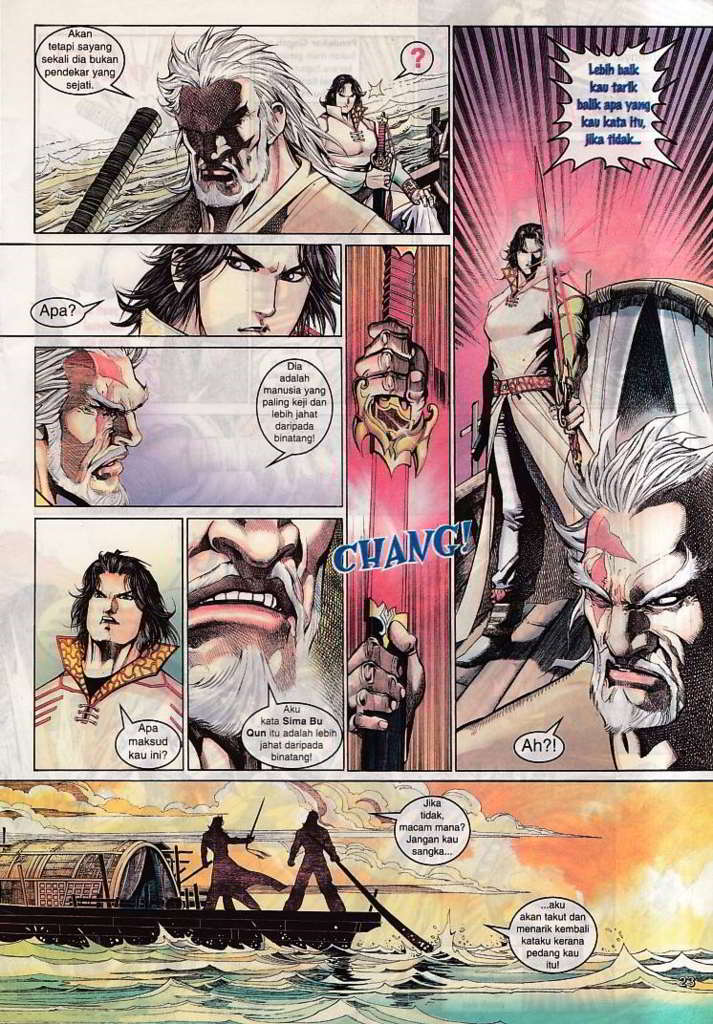 Akan
tetapi sayang
sekali dia bukan
pendekar yang
sejati.
?
Apa?
Dia
adalah
manusia yang
paling keji dan
lebih jahat
daripada
binatang!
Apa
maksud
kau ini?
Aku
kata Sima Bu
Qun itu adalah lebih
jahat daripada
binatang!
CHANG!
Lebih baik
kau tarik
balik apa yang
kau kata itu,
jika tidak...
Ah?!
Jika
tidak,
macam mana?
Jangan kau
sangka...
...aku
akan takut dan
menarik kembali
kataku kerana
pedang kau
itu!
23